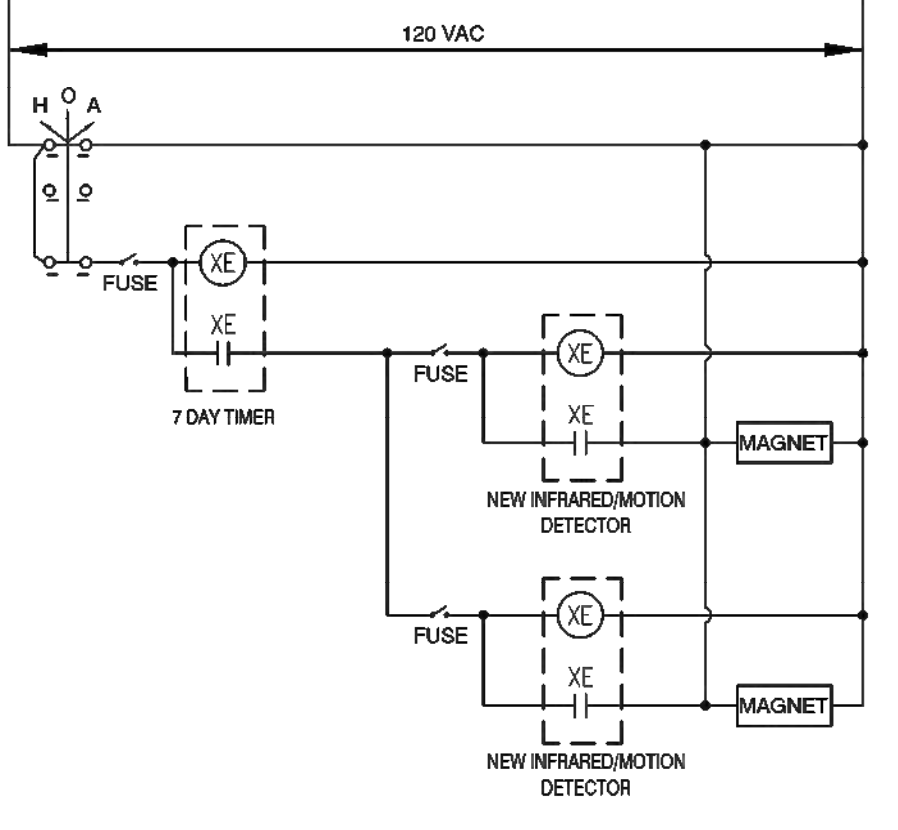 120 VAC
H O A
FUSE
XE
XE
7 DAY TIMER
FUSE
XE
XE
MAGNET
NEW INFRARED/MOTION
DETECTOR
FUSE
XE
XE
MAGNET
NEW INFRARED/MOTION
DETECTOR